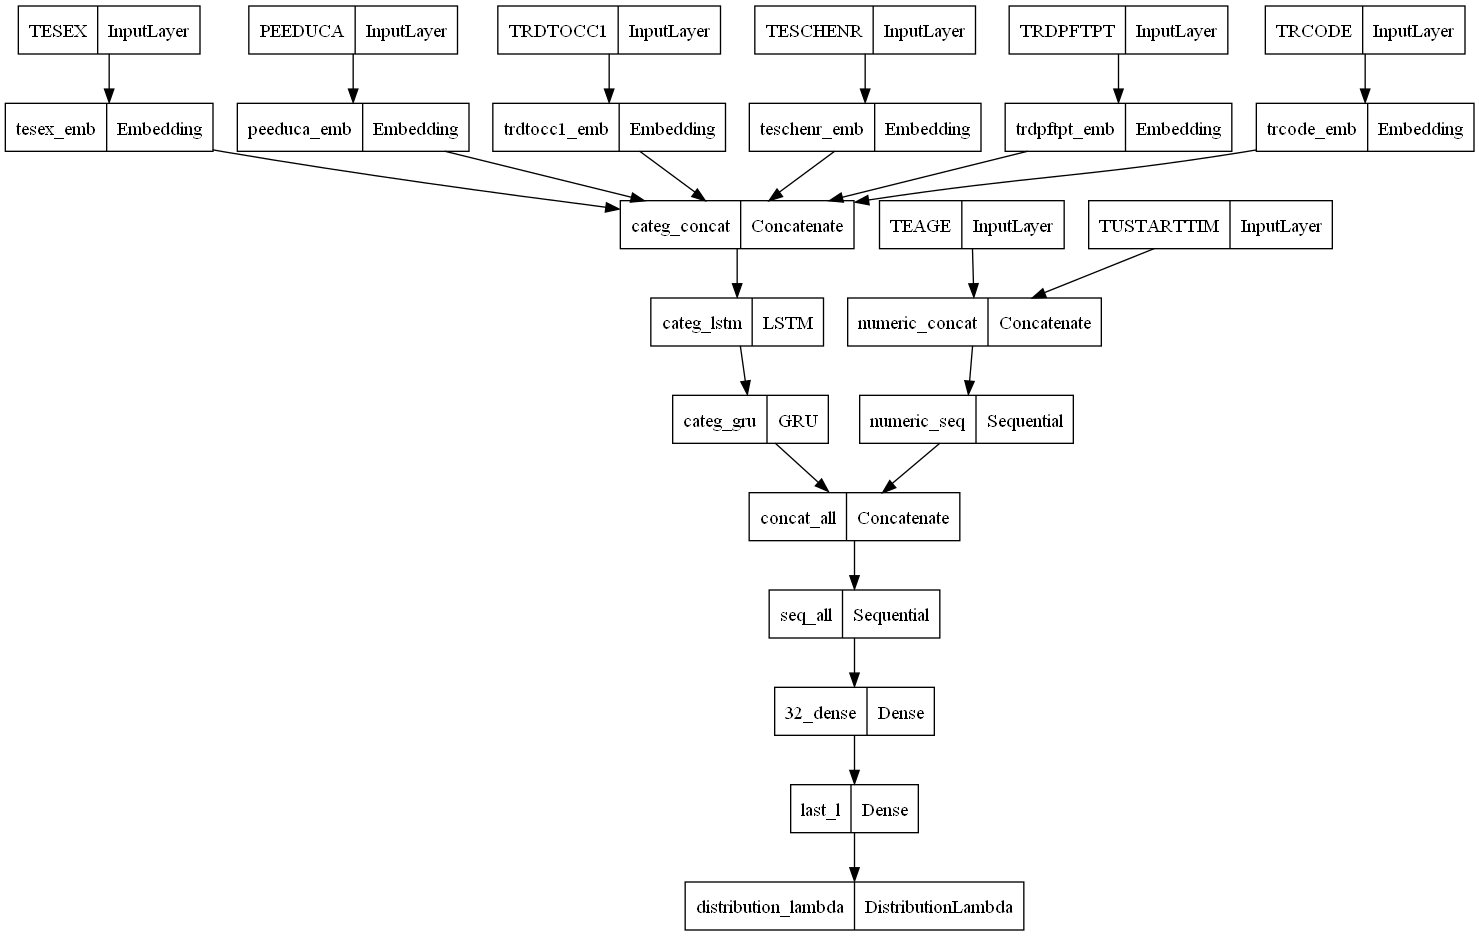 TESEX InputLayer PEEDUCA InputLayer TRDTOCC1 InputLayer TESCHENR InputLayer TRDPFTPT InputLayer TRCODE InputLayer
tesex_emb Embedding peeduca_emb Embedding trdtocc1_emb Embedding teschenr_emb Embedding trdpftpt_emb Embedding trcode_emb Embedding
categ_concat Concatenate TEAGE InputLayer TUSTARTTIM InputLayer
categ_lstm LSTM numeric_concat Concatenate
categ_gru GRU numeric_seq Sequential
concat_all Concatenate
seq_all Sequential
32_dense Dense
last_l Dense
distribution_lambda DistributionLambda